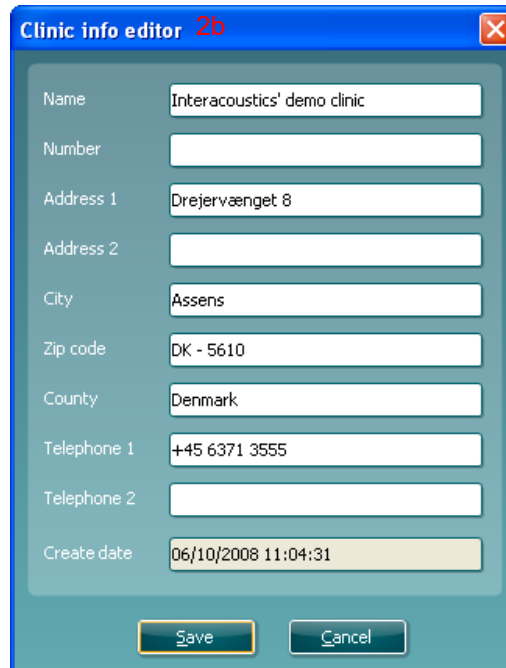 Clinic info editor 2b
Name Interacoustics' demo clinic
Number
Address 1 Drejervænget 8
Address 2
City Assens
Zip code DK - 5610
County Denmark
Telephone 1 +45 6371 3555
Telephone 2
Create date 06/10/2008 11:04:31
Save Cancel